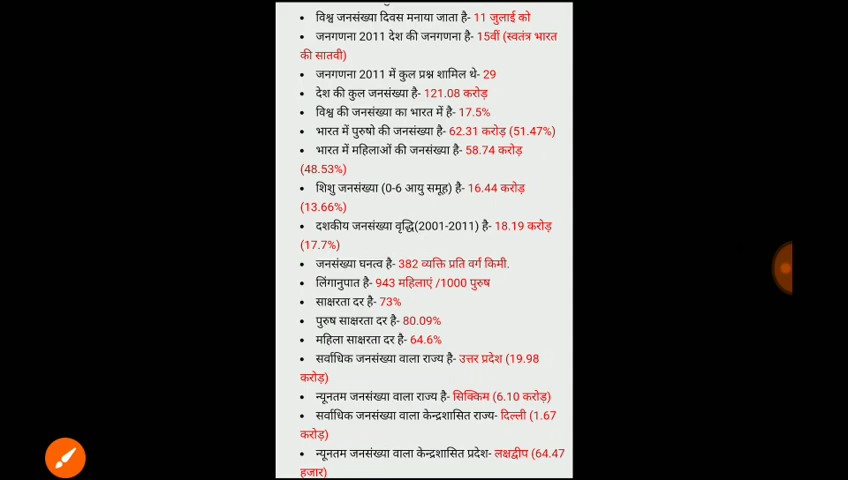 • विश्व जनसंख्या दिवस मनाया जाता है- 11 जुलाई को
• जनगणना 2011 देश की जनगणना है- 15वीं (स्वतंत्र भारत
की सातवी)
• जनगणना 2011 में कुल प्रश्न शामिल थे- 29
• देश की कुल जनसंख्या है- 121.08 करोड़
• विश्व की जनसंख्या का भारत में है- 17.5%
• भारत में पुरुषो की जनसंख्या है- 62.31 करोड़ (51.47%)
• भारत में महिलाओं की जनसंख्या है- 58.74 करोड़
(48.53%)
• शिशु जनसंख्या (0-6 आयु समूह) है- 16.44 करोड़
(13.66%)
• दशकीय जनसंख्या वृद्धि(2001-2011) है- 18.19 करोड़
(17.7%)
• जनसंख्या घनत्व है- 382 व्यक्ति प्रति वर्ग किमी.
• लिंगानुपात है- 943 महिलाएं /1000 पुरुष
• साक्षरता दर है- 73%
• पुरुष साक्षरता दर है- 80.09%
• महिला साक्षरता दर है- 64.6%
• सर्वाधिक जनसंख्या वाला राज्य है- उत्तर प्रदेश (19.98
करोड़)
• न्यूनतम जनसंख्या वाला राज्य है- सिक्किम (6.10 करोड़)
• सर्वाधिक जनसंख्या वाला केन्द्रशासित राज्य- दिल्ली (1.67
करोड़)
• न्यूनतम जनसंख्या वाला केन्द्रशासित प्रदेश- लक्षद्वीप (64.47
हजार)